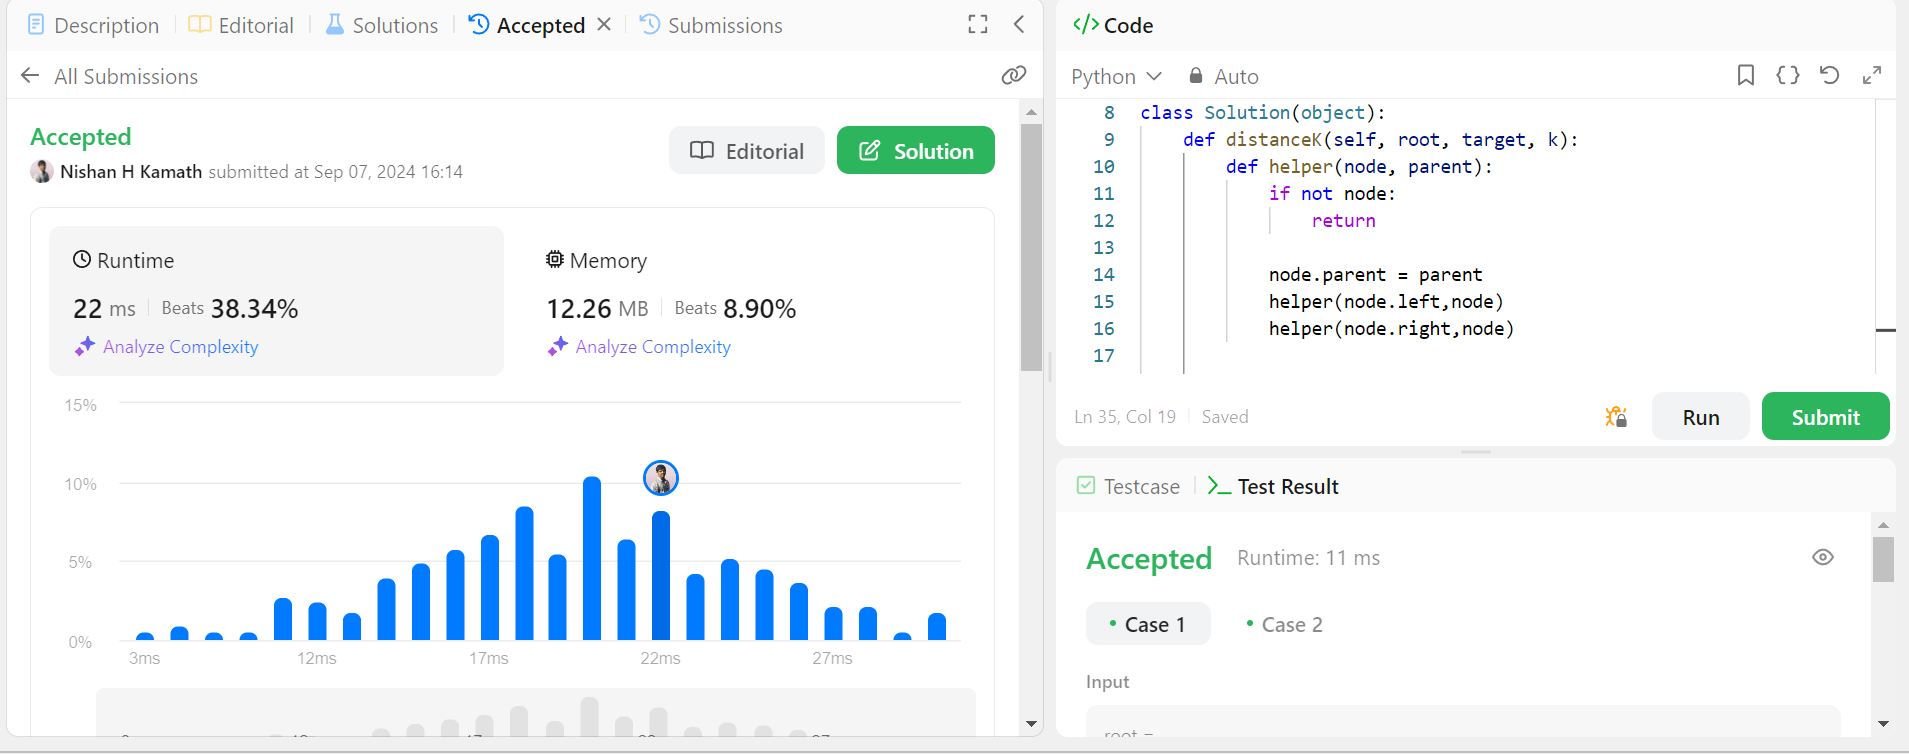 Description Editorial Solutions Accepted Submissions
All Submissions
Accepted
Nishan H Kamath submitted at Sep 07, 2024 16:14
Editorial
Solution
Runtime
22 ms Beats 38.34%
Analyze Complexity
Memory
12.26 MB Beats 8.90%
Analyze Complexity
15%
10%
5%
0%
3ms 12ms 17ms 22ms 27ms
</> Code
Python Auto
8 class Solution(object):
9 def distanceK(self, root, target, k):
10 def helper(node, parent):
11 if not node:
12 return
13
14 node.parent = parent
15 helper(node.left,node)
16 helper(node.right,node)
17
Ln 35, Col 19 Saved
Run
Submit
Testcase >_ Test Result
Accepted Runtime: 11 ms
Case 1 Case 2
Input
root =